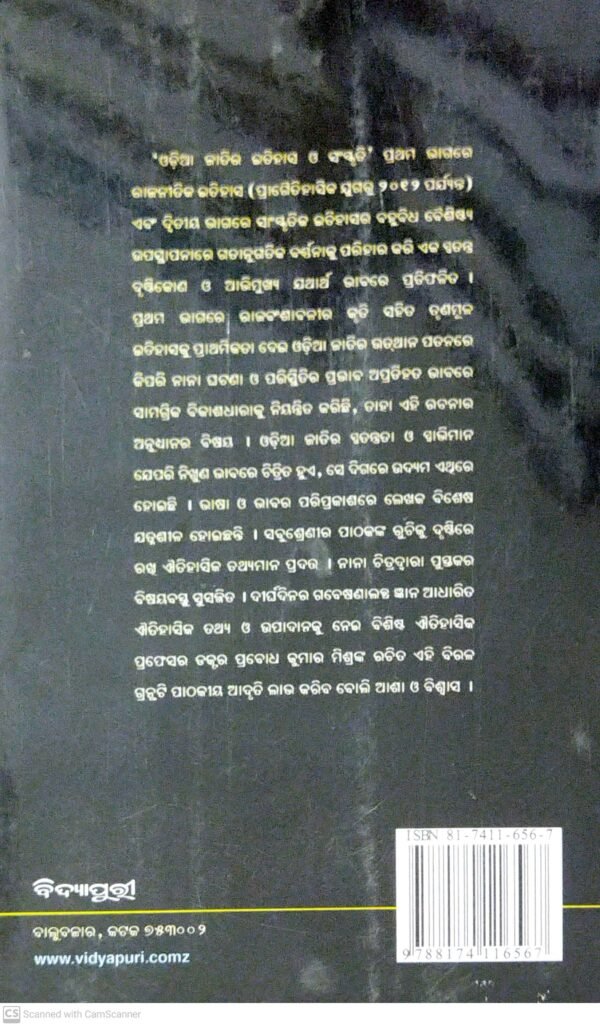 'ଓଡ଼ିଆ ଜାତିର ଇତିହାସ ଓ ସଂସ୍କୃତି' ପ୍ରଥମ ଭାଗରେ
ରାଜନୀତିକ ଇତିହାସ (ପ୍ରାଗୈତିହାସିକ ଯୁଗରୁ ୨୦୧୨ ପର୍ଯ୍ୟନ୍ତ)
ଏବଂ ଦ୍ୱିତୀୟ ଭାଗରେ ସାଂସ୍କୃତିକ ଇତିହାସର ବହୁବିଧ ବୈଶିଷ୍ଟ୍ୟ
ଉପସ୍ଥାପନାରେ ଗତାନୁଗତିକ ବର୍ଣ୍ଣନାକୁ ପରିହାର କରି ଏକ ସ୍ୱତନ୍ତ୍ର
ଦୃଷ୍ଟିକୋଣ ଓ ଆଭିମୁଖ୍ୟ ଯଥାର୍ଥ ଭାବରେ ପ୍ରତିଫଳିତ ।
ପ୍ରଥମ ଭାଗରେ ରାଜବଂଶାବଳୀର କୃତି ସହିତ ତୃଣମୂଳ
ଇତିହାସକୁ ପ୍ରାଥମିକତା ଦେଇ ଓଡ଼ିଆ ଜାତିର ଉତ୍‌ଥାନ ପତନରେ
କିପରି ନାନା ଘଟଣା ଓ ପରିସ୍ଥିତିର ପ୍ରଭାବ ଅପ୍ରତିହତ ଭାବରେ
ସାମଗ୍ରିକ ବିକାଶଧାରାକୁ ନିୟନ୍ତ୍ରିତ କରିଛି, ତାହା ଏହି ରଚନାର
ଅନୁଧ୍ୟାନର ବିଷୟ । ଓଡ଼ିଆ ଜାତିର ସ୍ୱତନ୍ତ୍ରତା ଓ ସ୍ୱାଭିମାନ
ଯେପରି ନିଖୁଣ ଭାବରେ ଚିତ୍ରିତ ହୁଏ, ସେ ଦିଗରେ ଉଦ୍ୟମ ଏଥିରେ
ହୋଇଛି । ଭାଷା ଓ ଭାବର ପରିପ୍ରକାଶରେ ଲେଖକ ବିଶେଷ
ଯତ୍ନଶୀଳ ହୋଇଛନ୍ତି । ସବୁଶ୍ରେଣୀର ପାଠକଙ୍କ ରୁଚିକୁ ଦୃଷ୍ଟିରେ
ରଖି ଐତିହାସିକ ତଥ୍ୟମାନ ପ୍ରଦତ୍ତ । ନାନା ଚିତ୍ରଦ୍ୱାରା ପୁସ୍ତକର
ବିଷୟବସ୍ତୁ ସୁସଜ୍ଜିତ । ଦୀର୍ଘଦିନର ଗବେଷଣାଲବ୍ଧ ଜ୍ଞାନ ଆଧାରିତ
ଐତିହାସିକ ତଥ୍ୟ ଓ ଉପାଦାନକୁ ନେଇ ବିଶିଷ୍ଟ ଐତିହାସିକ
ପ୍ରଫେସର ଡକ୍ଟର ପ୍ରବୋଧ କୁମାର ମିଶ୍ରଙ୍କ ରଚିତ ଏହି ବିରଳ
ଗ୍ରନ୍ଥଟି ପାଠକୀୟ ଆଦୃତି ଲାଭ କରିବ ବୋଲି ଆଶା ଓ ବିଶ୍ୱାସ ।
ISBN 81-7411-656-7
9788174116567
ବିଦ୍ୟାପୁରୀ
ବାଲୁବଜାର, କଟକ ୭୫୩୦୦୨
www.vidyapuri.comz
CS Scanned with CamScanner